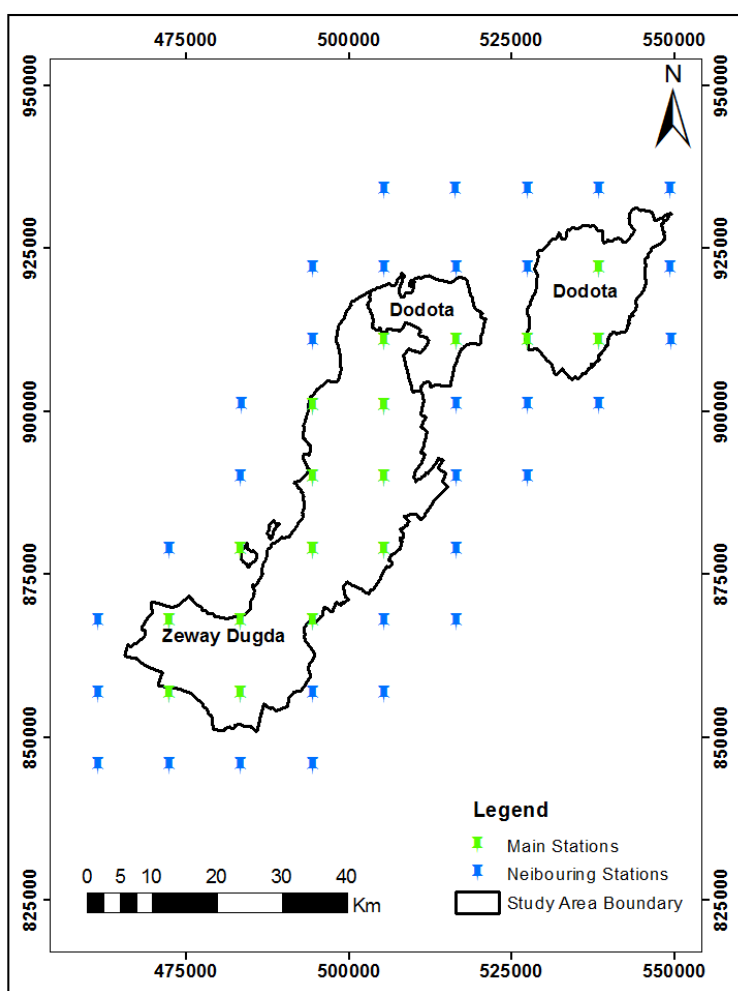 475000 500000 525000 550000
N
950000 950000
925000 925000
Dodota
Dodota
900000 900000
875000 875000
Zeway Dugda
850000 850000
Legend
Main Stations
0 5 10 20 30 40
Neibouring Stations
Km
Study Area Boundary
825000 825000
475000 500000 525000 550000